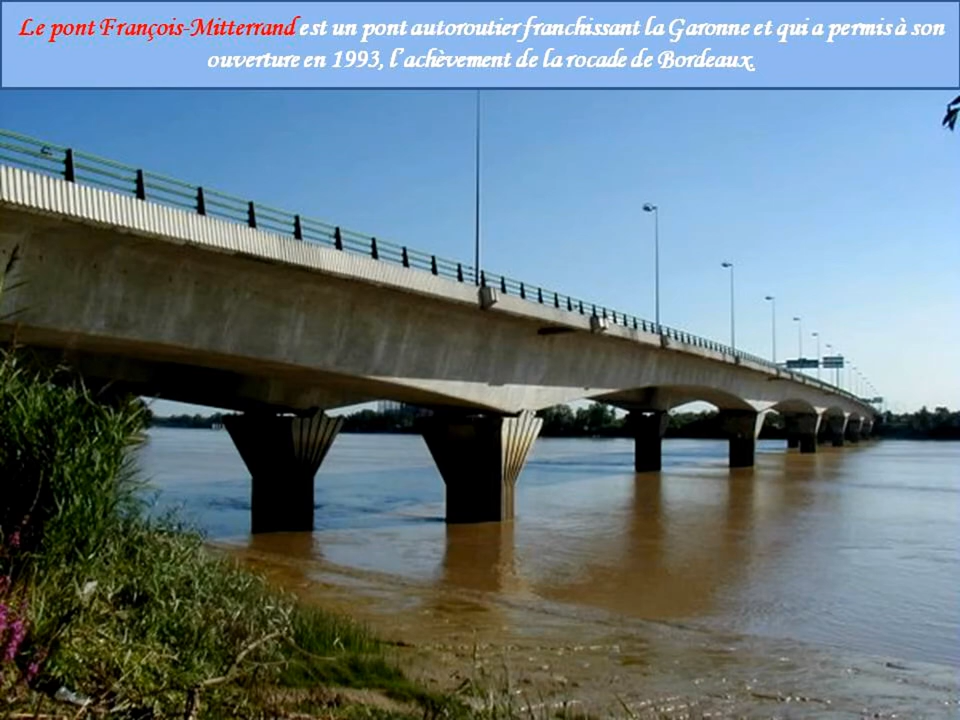 Le pont François-Mitterrand est un pont autoroutier franchissant la Garonne et qui a permis à son
ouverture en 1993, l'achèvement de la rocade de Bordeaux.